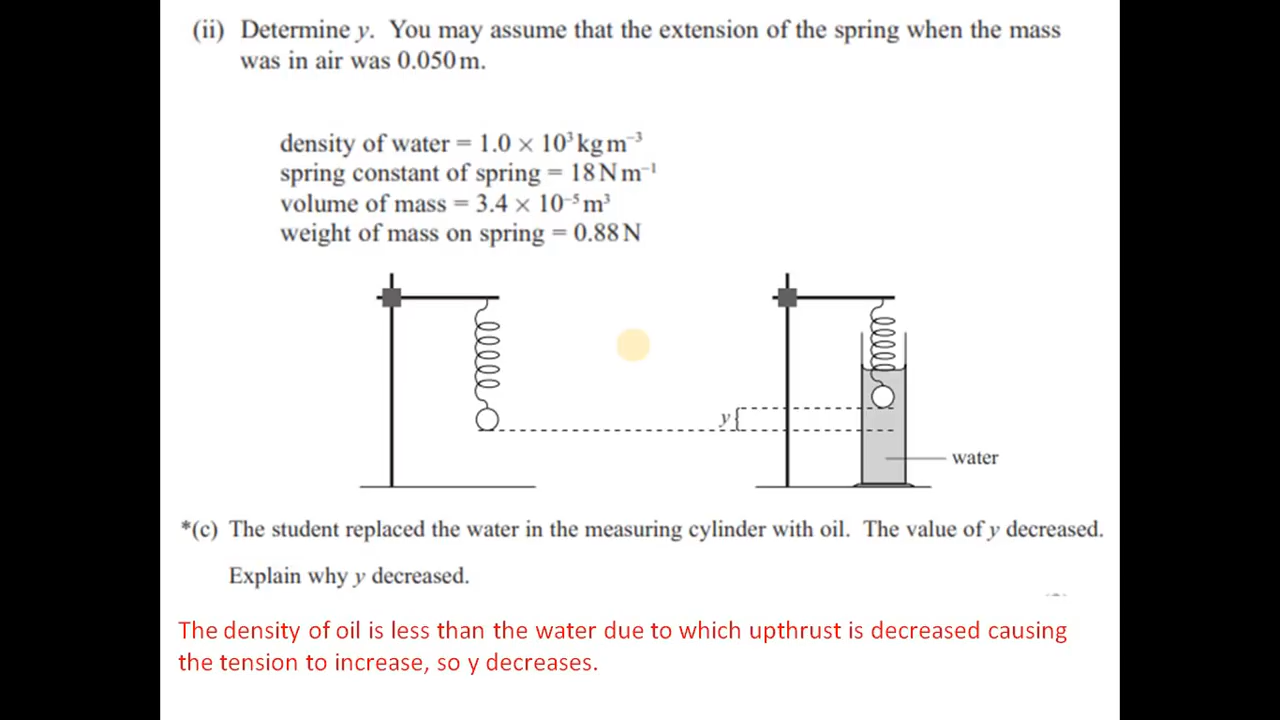 (ii) Determine y. You may assume that the extension of the spring when the mass
was in air was 0.050 m.
density of water = 1.0 × 10³ kg m⁻³
spring constant of spring = 18 N m⁻¹
volume of mass = 3.4 × 10⁻⁵ m³
weight of mass on spring = 0.88 N
y
water
*(c) The student replaced the water in the measuring cylinder with oil. The value of y decreased.
Explain why y decreased.
The density of oil is less than the water due to which upthrust is decreased causing
the tension to increase, so y decreases.